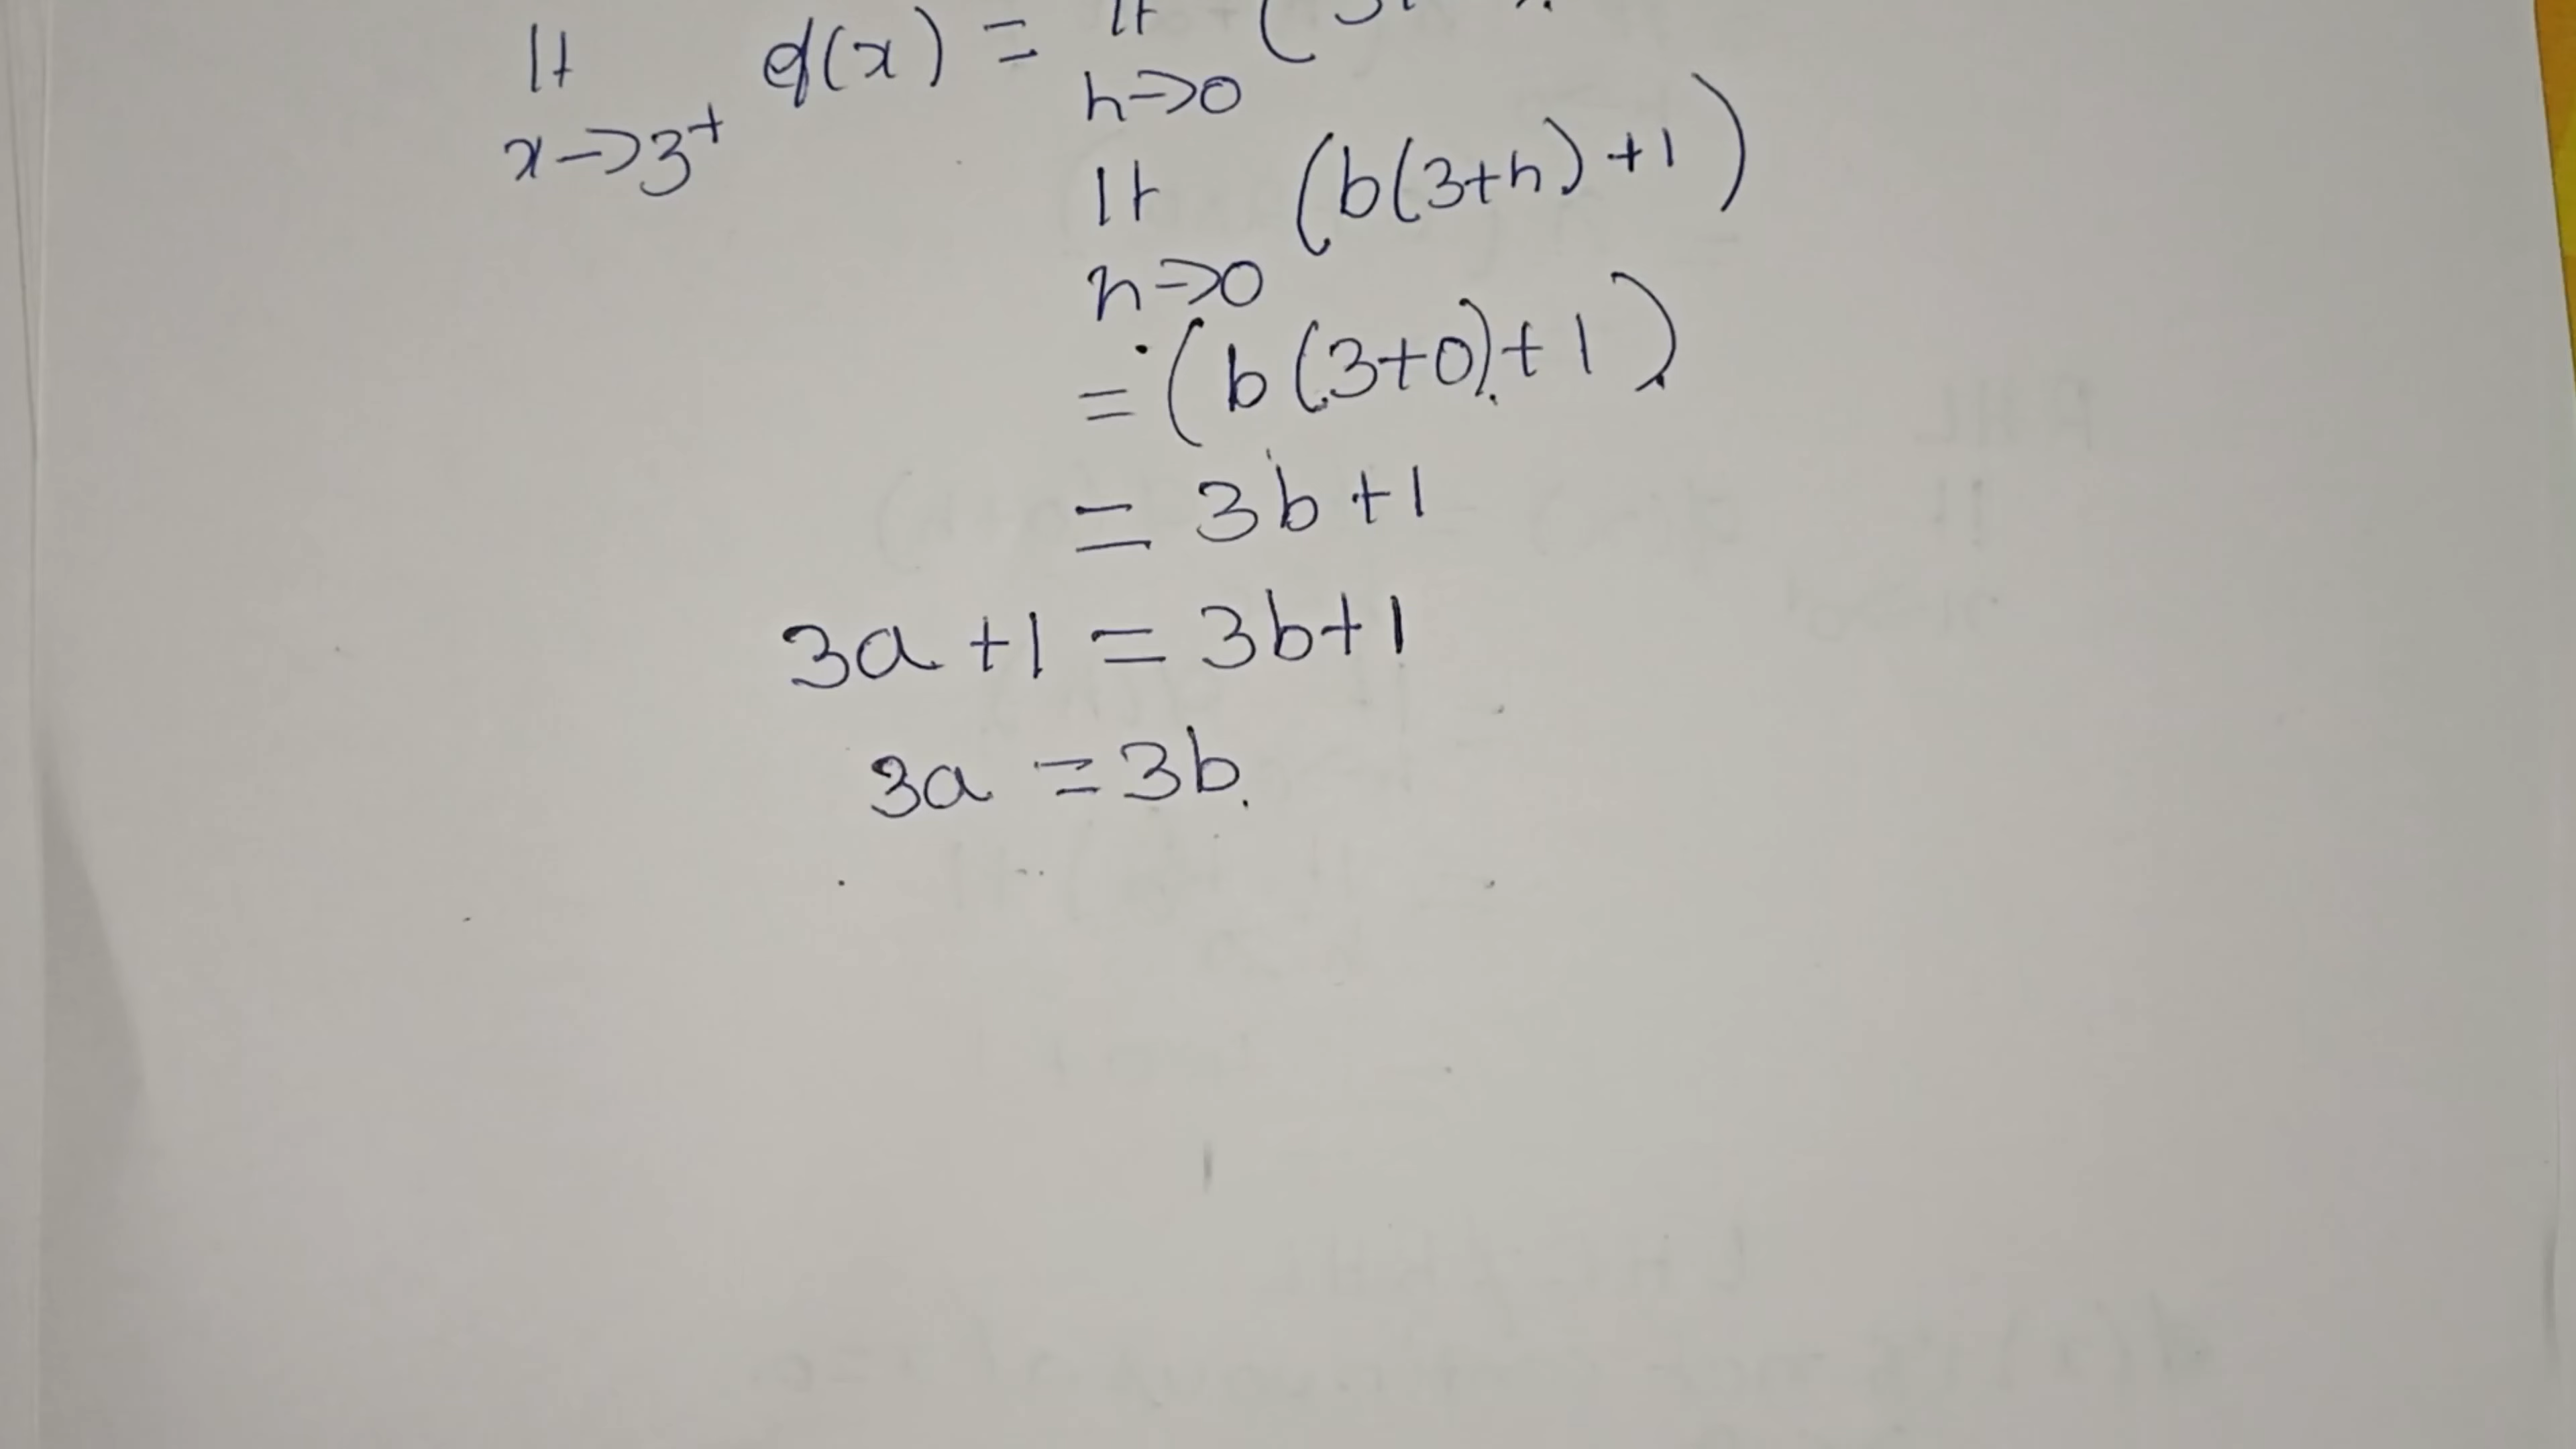 lt f(x) = lt (3
x→3+ h→0
lt (b(3+h)+1)
h→0
= (b(3+0)+1)
= 3b+1
3a+1 = 3b+1
3a = 3b.